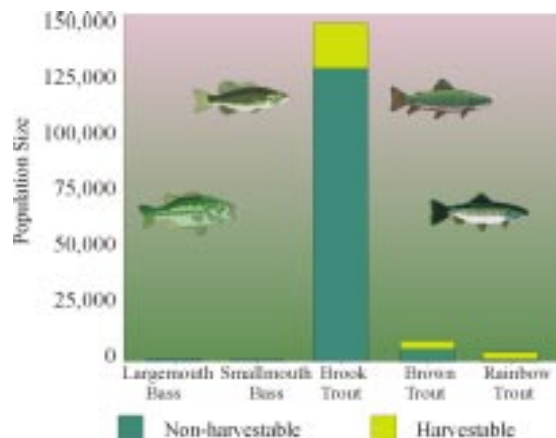 150,000
125,000
100,000
75,000
50,000
25,000
0
Population Size
Largemouth Smallmouth Brook Brown Rainbow
Bass Bass Trout Trout Trout
Non-harvestable Harvestable